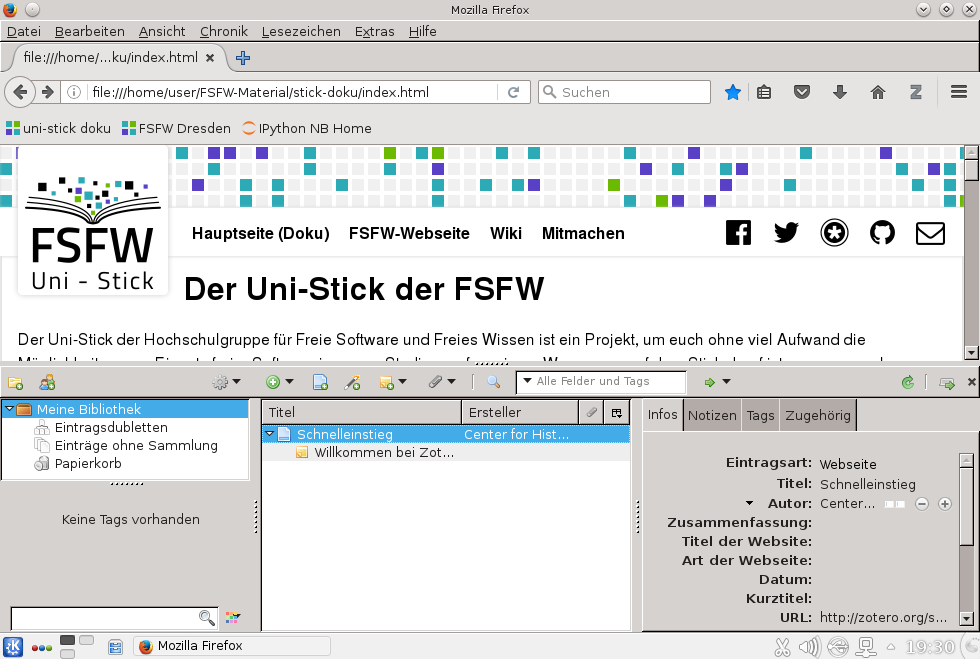 Mozilla Firefox
Datei Bearbeiten Ansicht Chronik Lesezeichen Extras Hilfe
file:///home/...ku/index.html
file:///home/user/FSFW-Material/stick-doku/index.html
Suchen
Z
uni-stick doku FSFW Dresden IPython NB Home
FSFW
Uni - Stick
Hauptseite (Doku) FSFW-Webseite Wiki Mitmachen
Der Uni-Stick der FSFW
Der Uni-Stick der Hochschulgruppe für Freie Software und Freies Wissen ist ein Projekt, um euch ohne viel Aufwand die
Alle Felder und Tags
Meine Bibliothek
Eintragsdubletten
Einträge ohne Sammlung
Papierkorb
Keine Tags vorhanden
Titel Ersteller
Schnelleinstieg Center for Hist...
Willkommen bei Zot...
Infos Notizen Tags Zugehörig
Eintragsart: Webseite
Titel: Schnelleinstieg
Autor: Center...
Zusammenfassung:
Titel der Website:
Art der Webseite:
Datum:
Kurztitel:
URL: http://zotero.org/s...
Mozilla Firefox
19:30